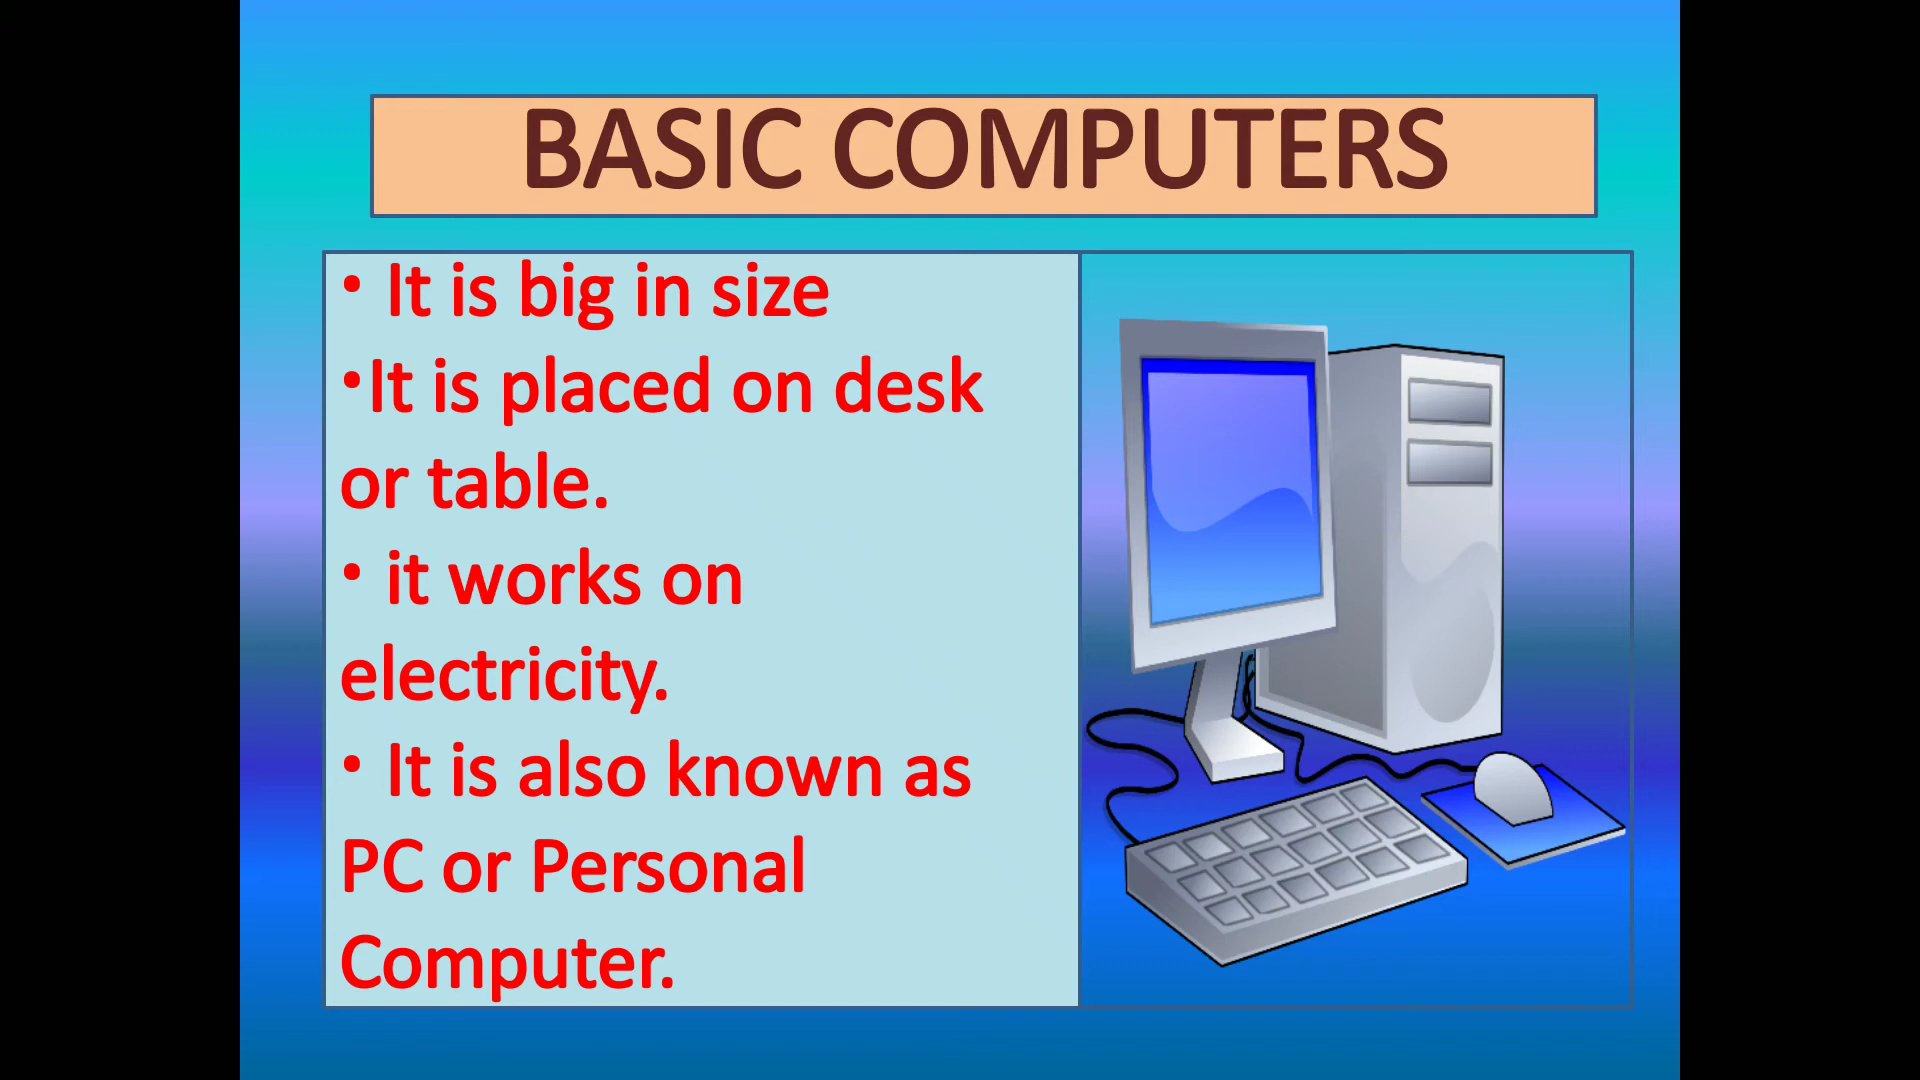 BASIC COMPUTERS
• It is big in size
•It is placed on desk
or table.
• it works on
electricity.
• It is also known as
PC or Personal
Computer.